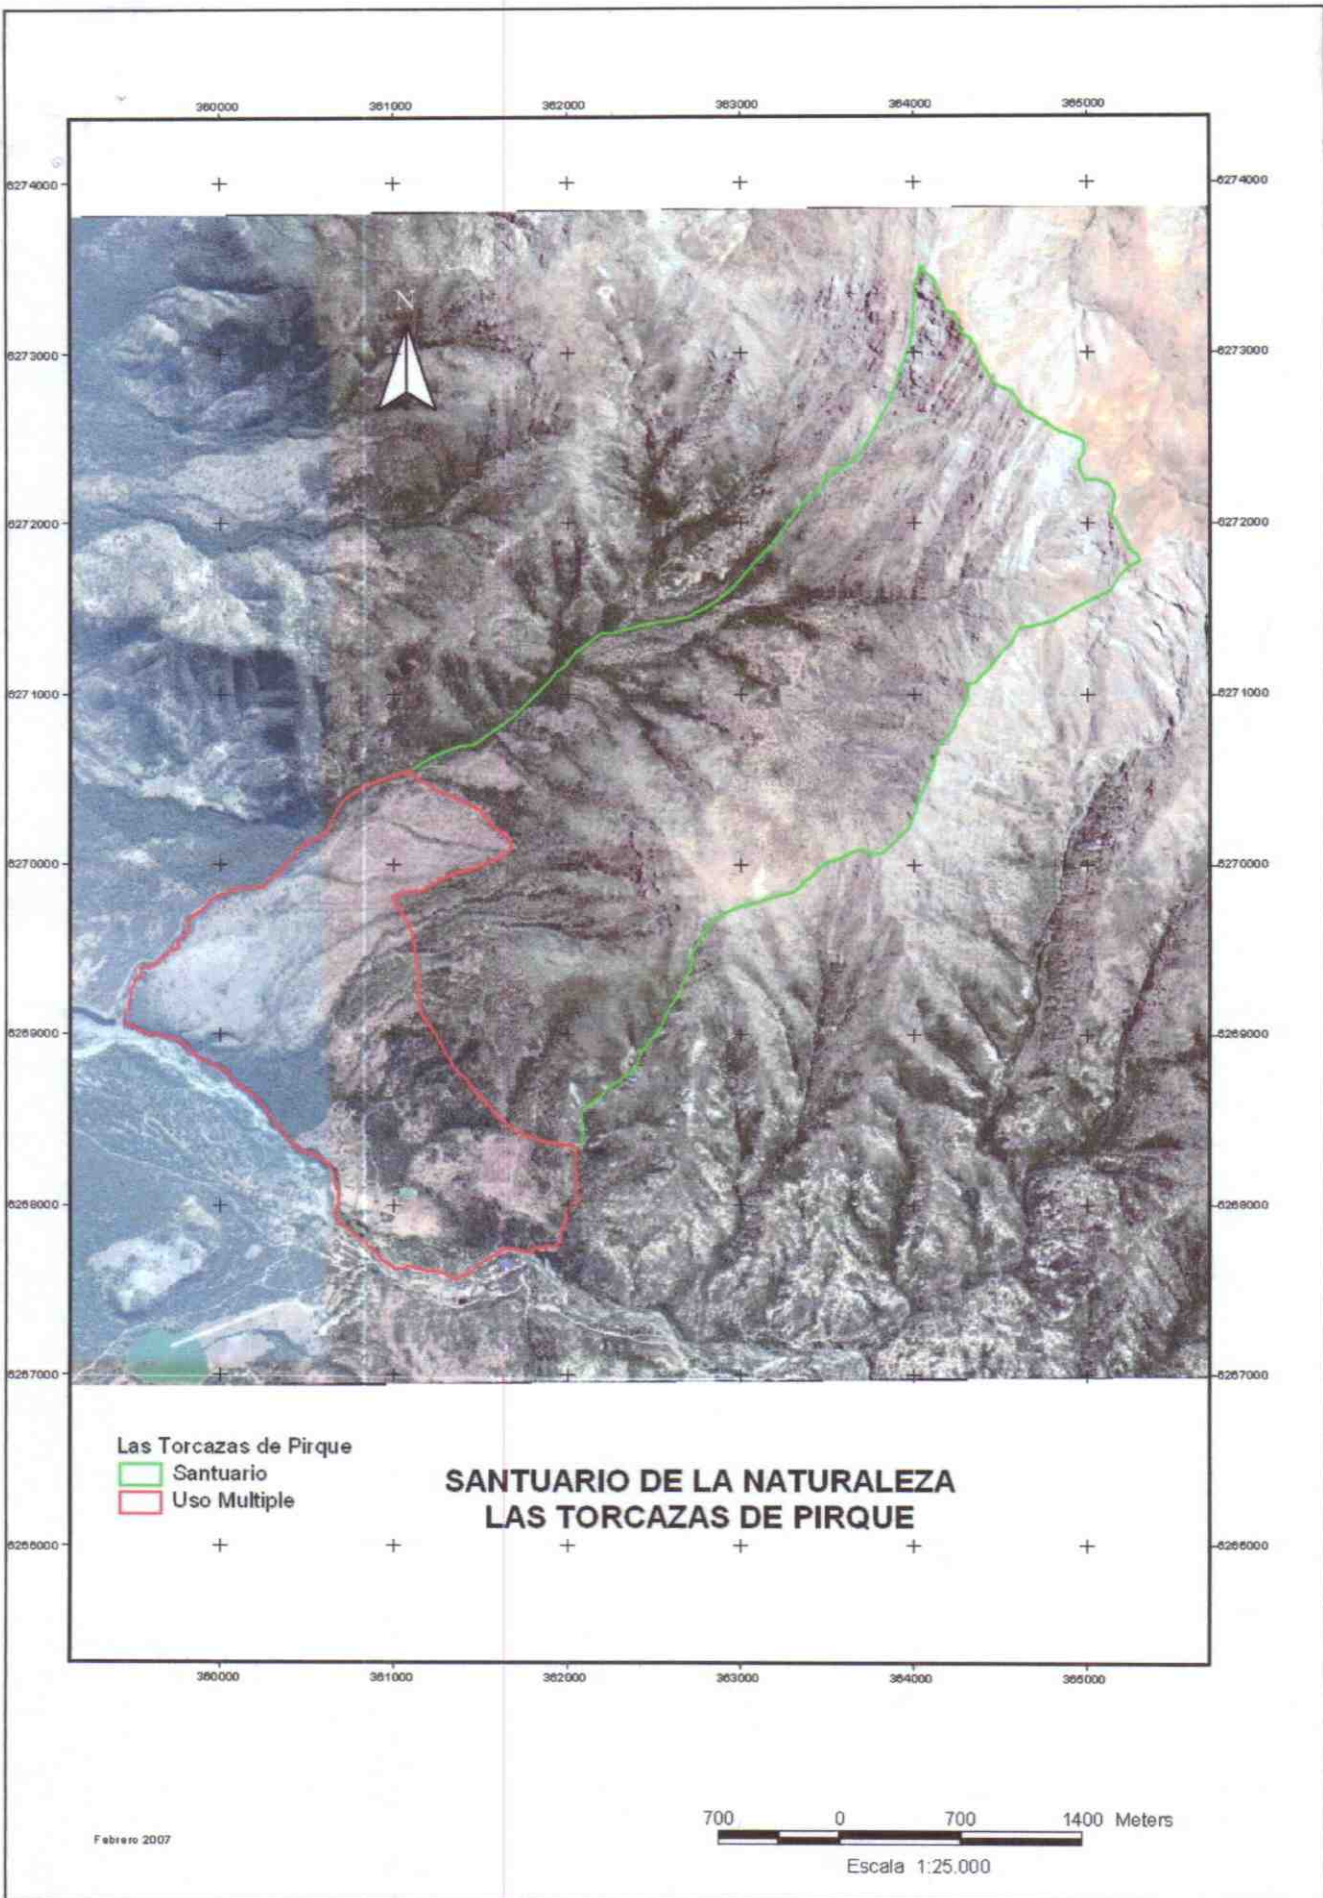 360000 361000 362000 363000 364000 365000
6274000 6274000
N
6273000 6273000
6272000 6272000
6271000 6271000
6270000 6270000
6269000 6269000
6268000 6268000
6267000 6267000
Las Torcazas de Pirque
Santuario
Uso Multiple
SANTUARIO DE LA NATURALEZA
LAS TORCAZAS DE PIRQUE
6266000 6266000
360000 361000 362000 363000 364000 365000
700 0 700 1400 Meters
Febrero 2007
Escala 1:25.000